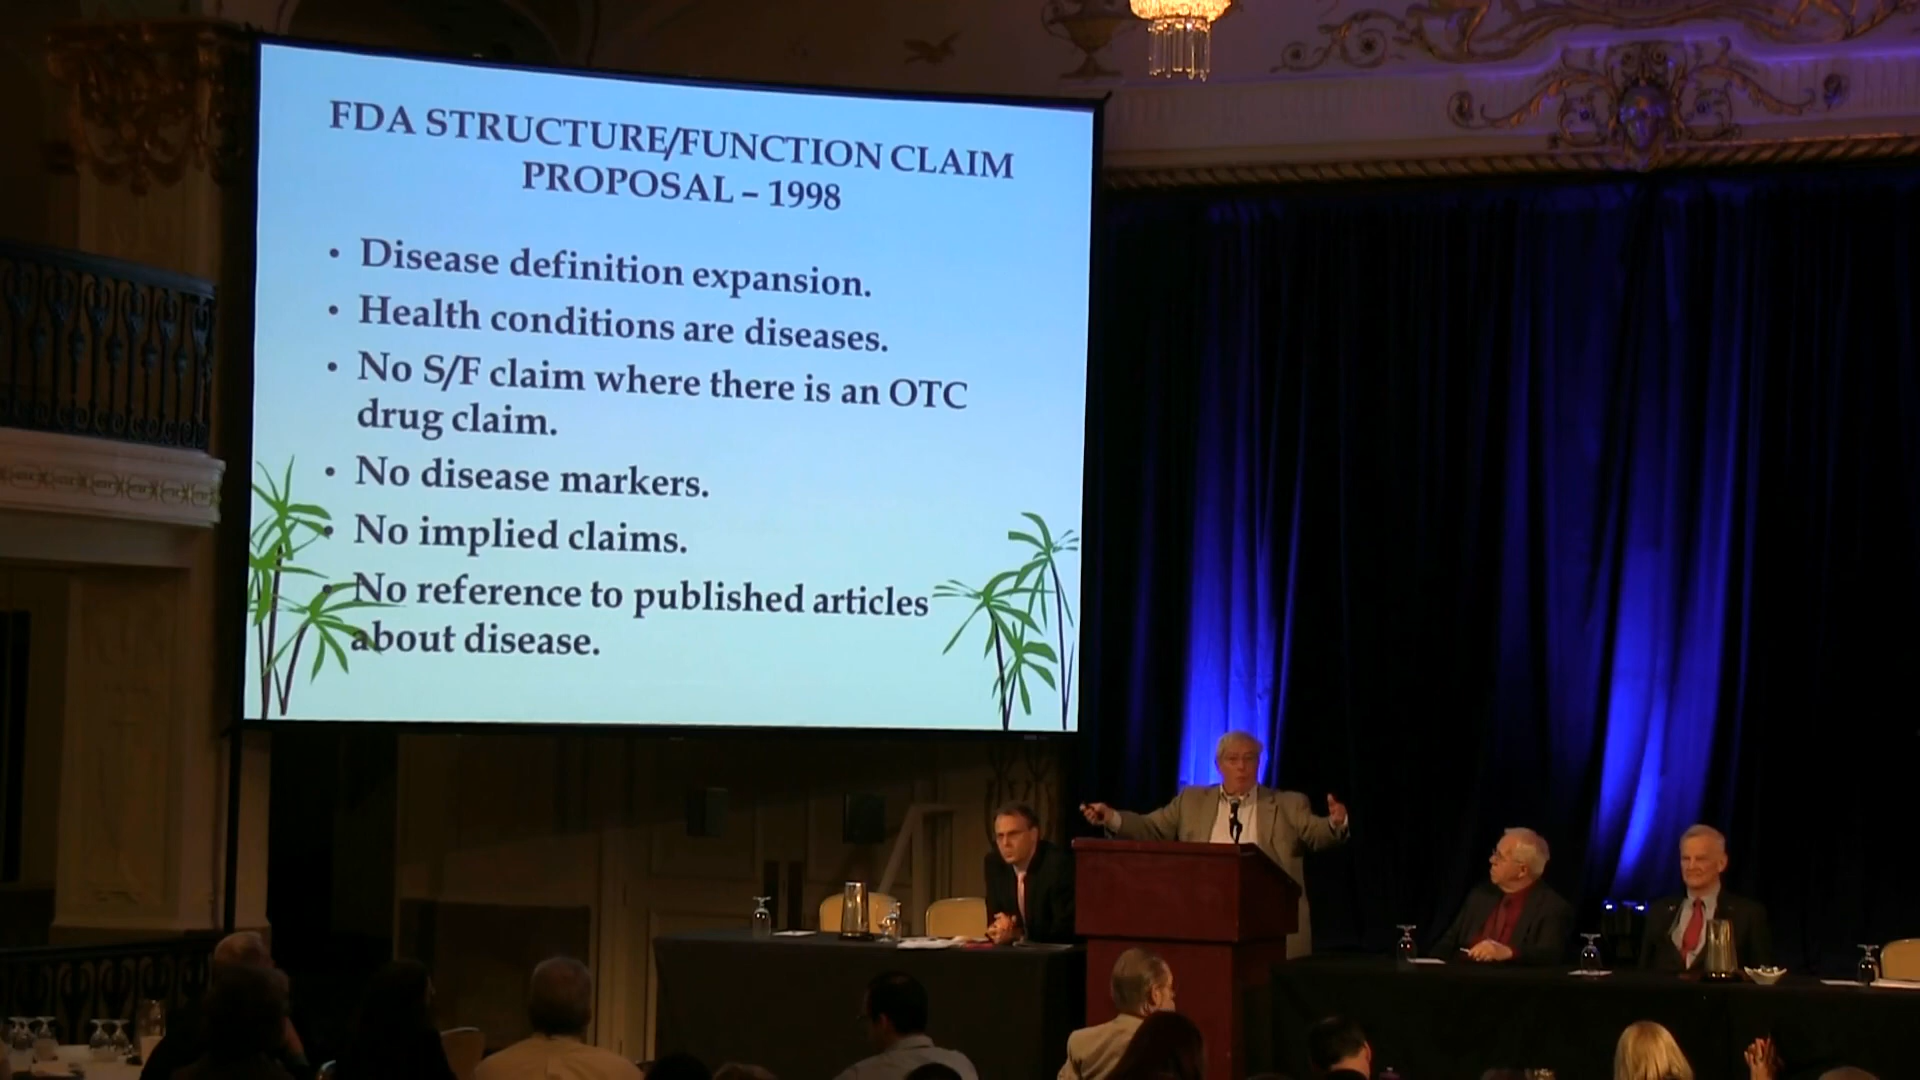 FDA STRUCTURE/FUNCTION CLAIM
PROPOSAL – 1998
• Disease definition expansion.
• Health conditions are diseases.
• No S/F claim where there is an OTC
drug claim.
• No disease markers.
• No implied claims.
• No reference to published articles
about disease.